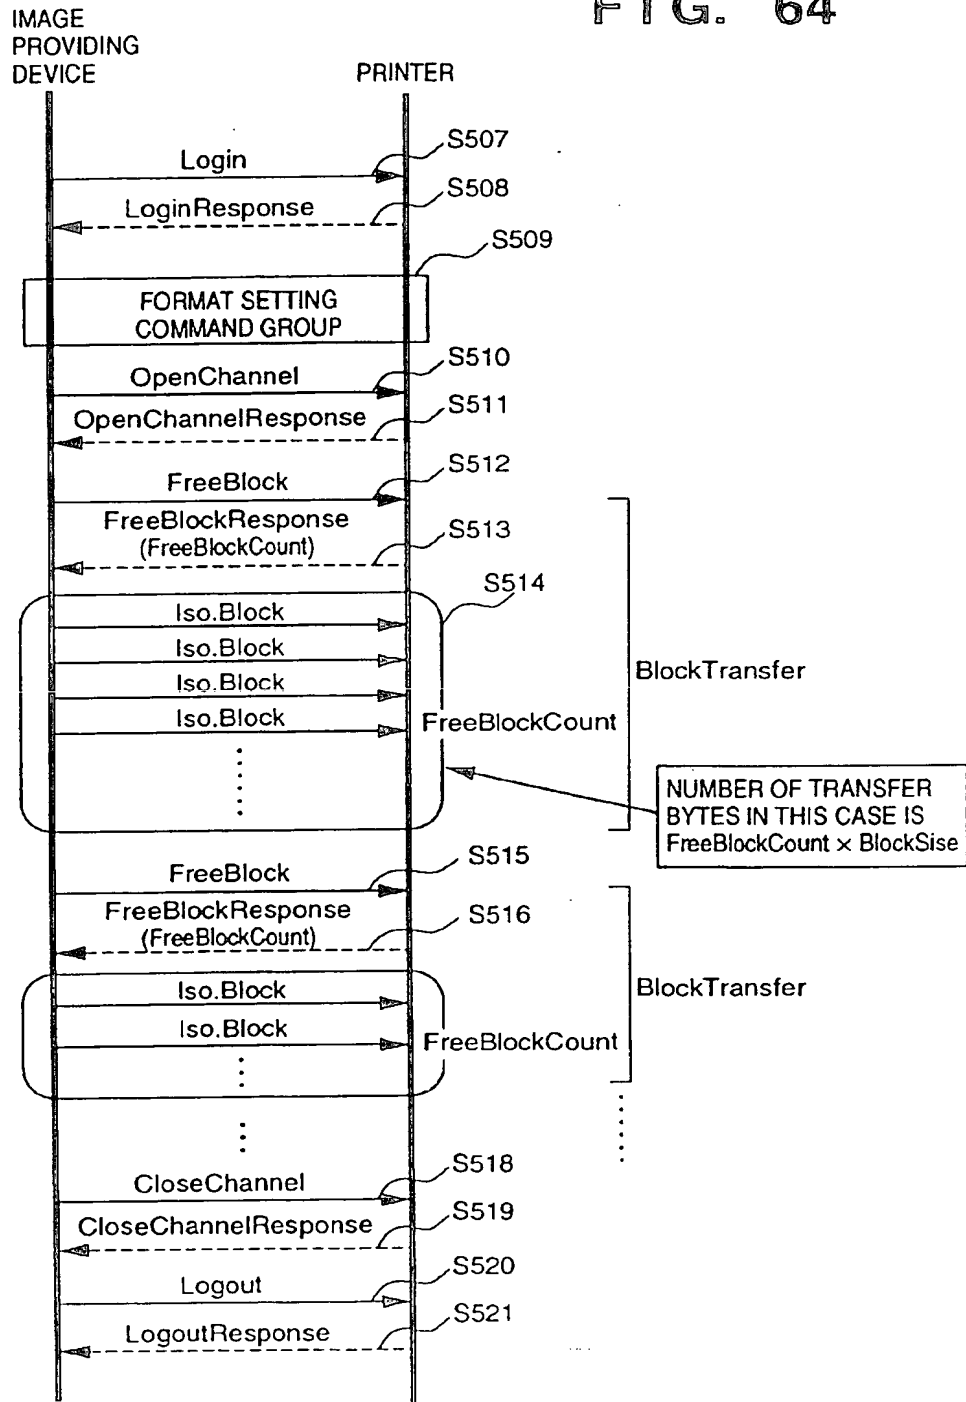 FIG. 64
IMAGE
PROVIDING
DEVICE
PRINTER
Login
S507
LoginResponse
S508
S509
FORMAT SETTING
COMMAND GROUP
OpenChannel
S510
OpenChannelResponse
S511
FreeBlock
S512
FreeBlockResponse
(FreeBlockCount)
S513
S514
Iso.Block
Iso.Block
Iso.Block
Iso.Block
FreeBlockCount
BlockTransfer
NUMBER OF TRANSFER
BYTES IN THIS CASE IS
FreeBlockCount × BlockSise
FreeBlock
S515
FreeBlockResponse
(FreeBlockCount)
S516
Iso.Block
Iso.Block
FreeBlockCount
BlockTransfer
CloseChannel
S518
CloseChannelResponse
S519
Logout
S520
LogoutResponse
S521